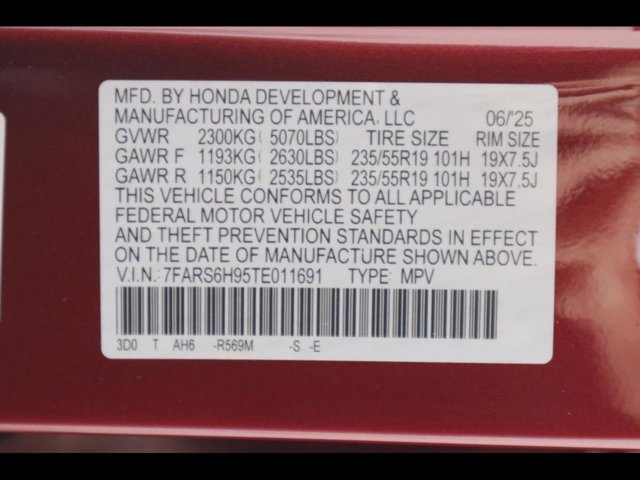 MFD. BY HONDA DEVELOPMENT &
MANUFACTURING OF AMERICA, LLC 06/'25
GVWR 2300KG( 5070LBS) TIRE SIZE RIM SIZE
GAWR F 1193KG( 2630LBS) 235/55R19 101H 19X7.5J
GAWR R 1150KG( 2535LBS) 235/55R19 101H 19X7.5J
THIS VEHICLE CONFORMS TO ALL APPLICABLE
FEDERAL MOTOR VEHICLE SAFETY
AND THEFT PREVENTION STANDARDS IN EFFECT
ON THE DATE OF MANUFACTURE SHOWN ABOVE.
V.I.N.: 7FARS6H95TE011691 TYPE: MPV
3D0 T AH6 -R569M -S -E